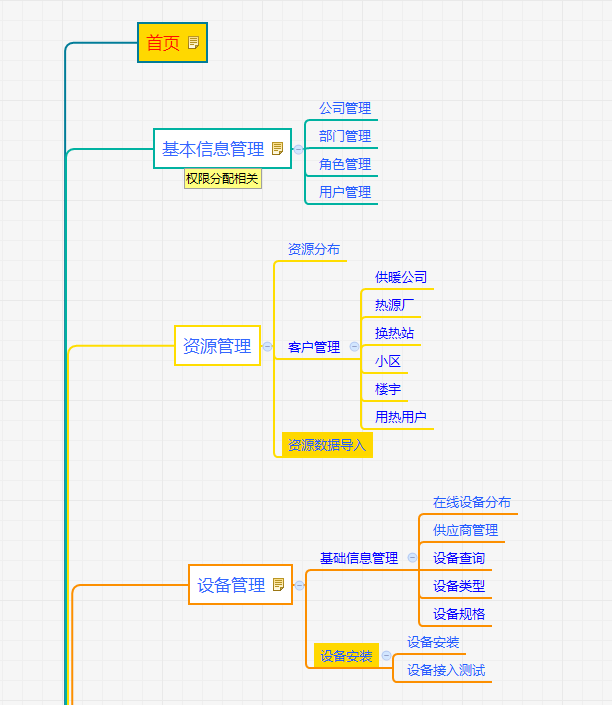 首页
基本信息管理
权限分配相关
公司管理
部门管理
角色管理
用户管理
资源管理
资源分布
客户管理
供暖公司
热源厂
换热站
小区
楼宇
用热用户
资源数据导入
设备管理
基础信息管理
在线设备分布
供应商管理
设备查询
设备类型
设备规格
设备安装
设备安装
设备接入测试